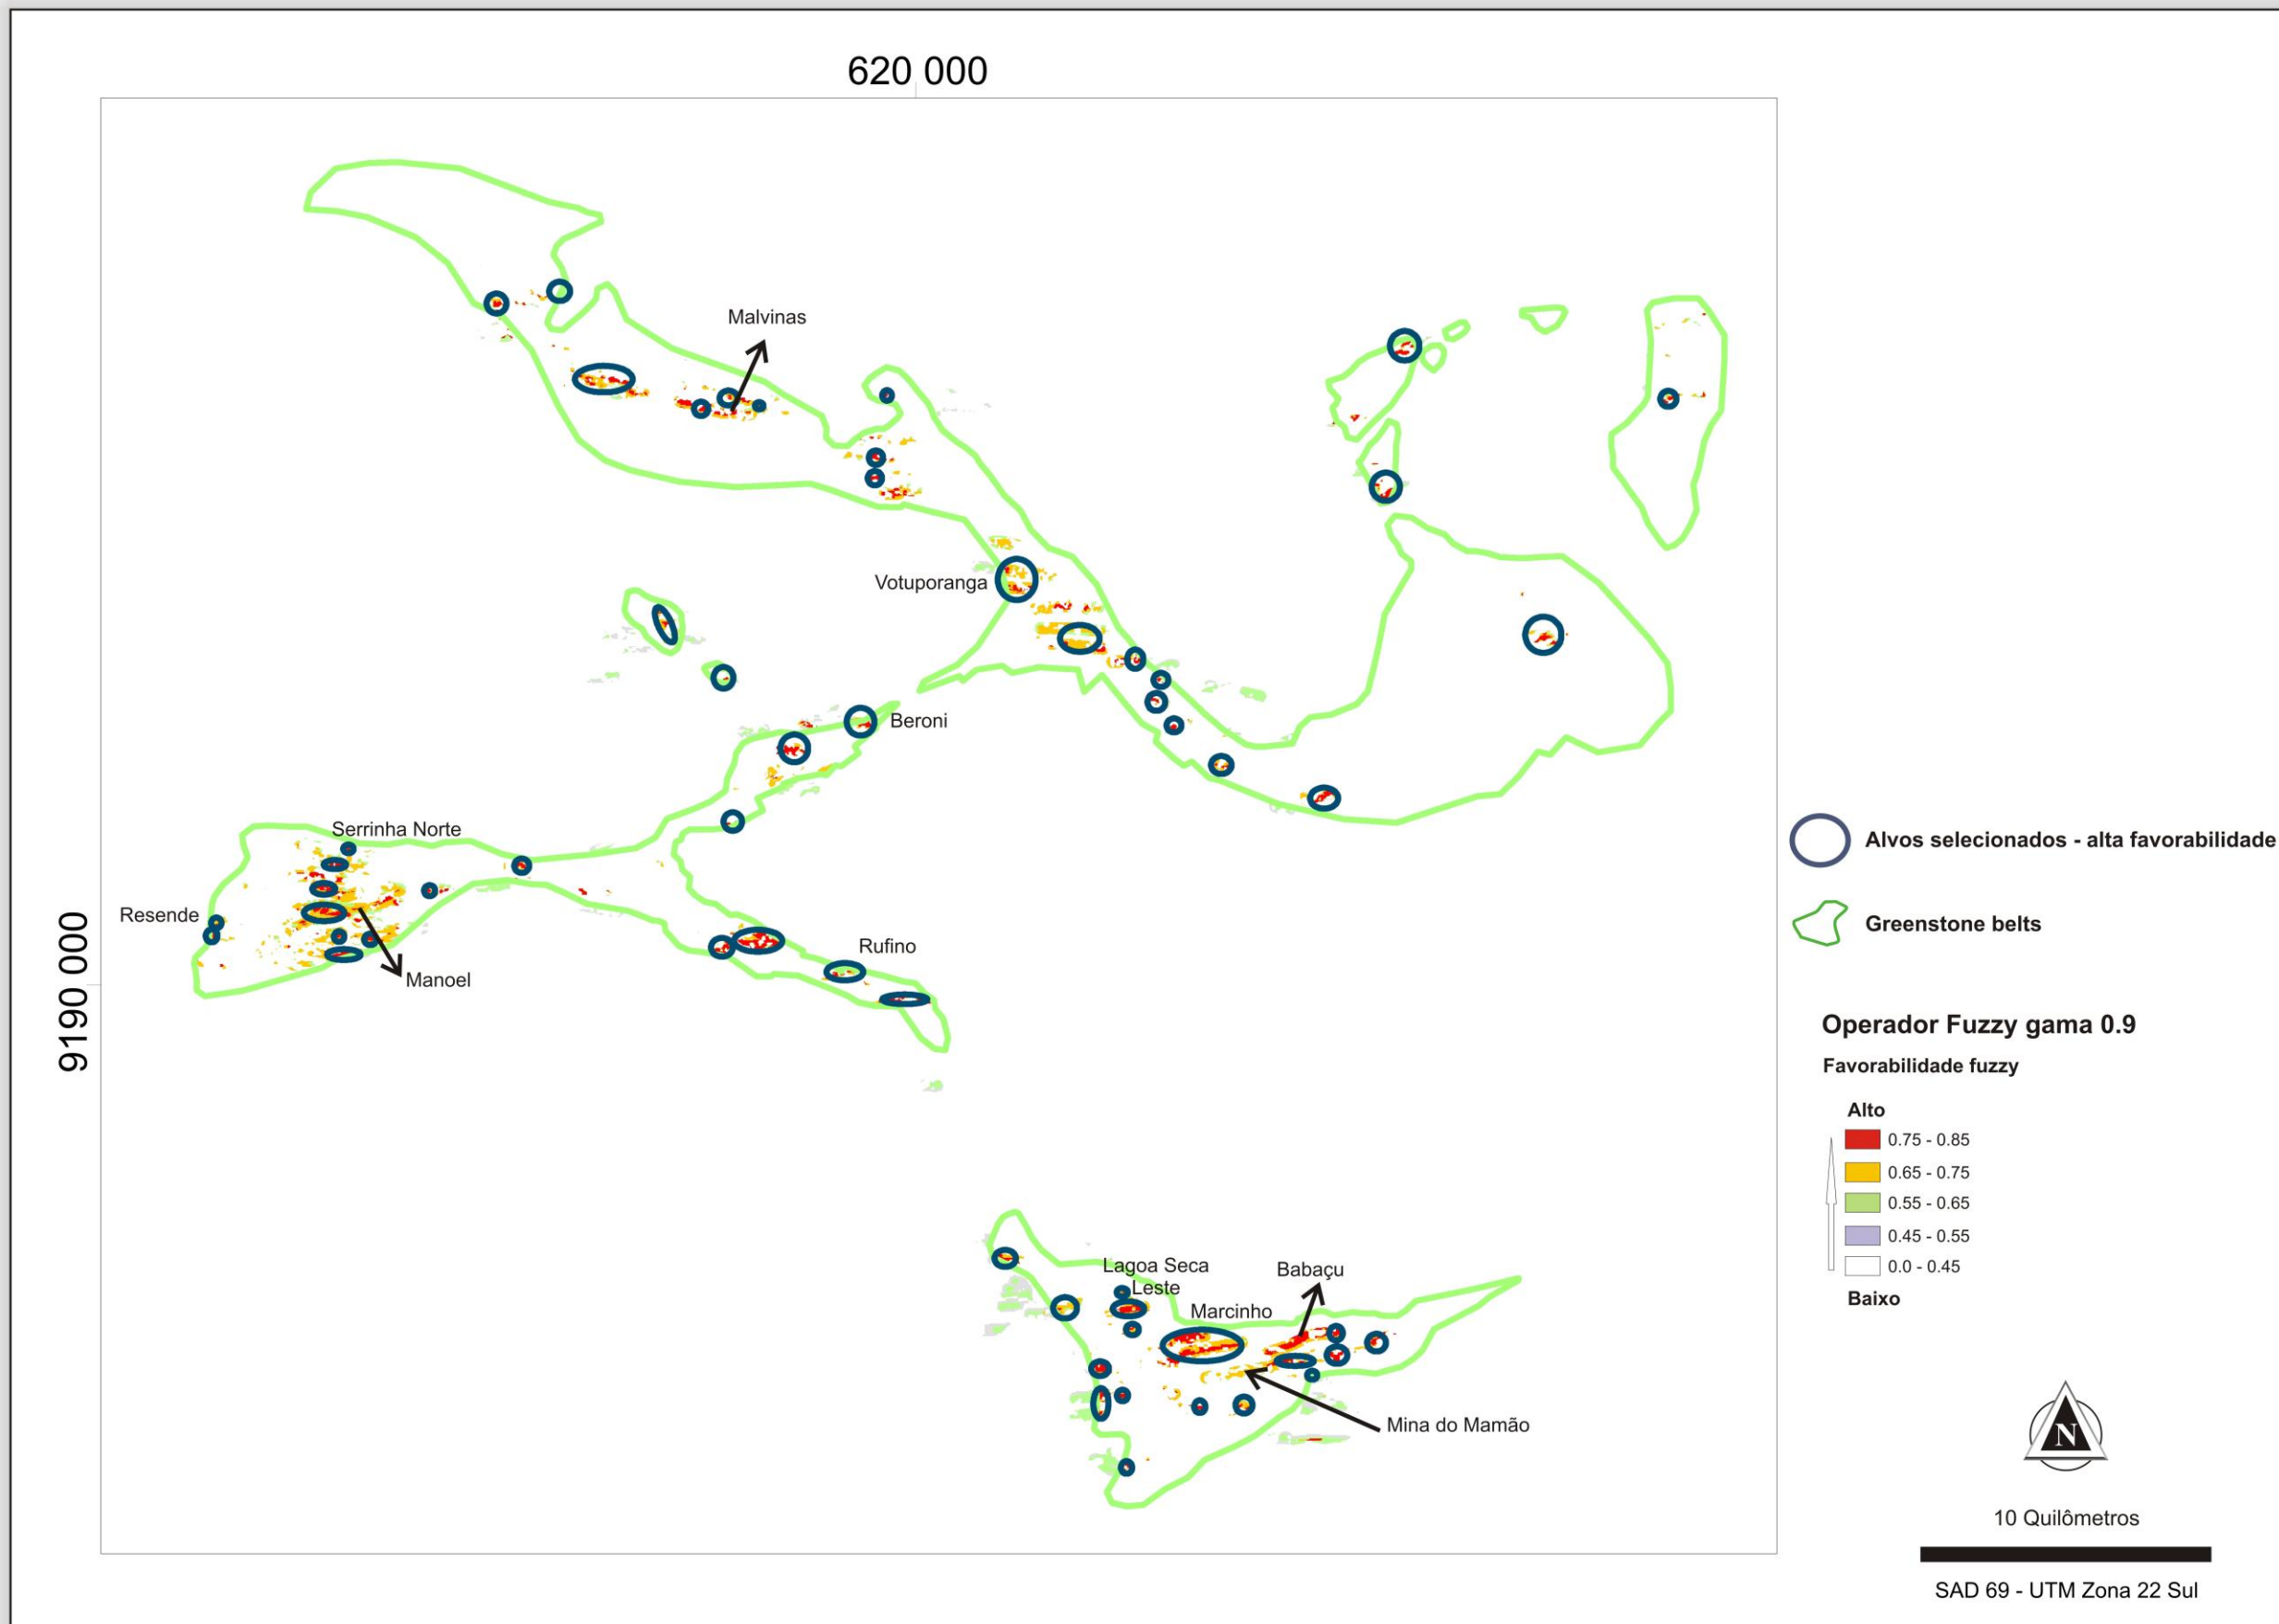 620 000
Malvinas
Votuporanga
Beroni
Serrinha Norte
Resende
Manoel
Rufino
9190 000
Lagoa Seca
Leste
Babaçu
Marcinho
Mina do Mamão
Alvos selecionados - alta favorabilidade
Greenstone belts
Operador Fuzzy gama 0.9
Favorabilidade fuzzy
Alto
0.75 - 0.85
0.65 - 0.75
0.55 - 0.65
0.45 - 0.55
0.0 - 0.45
Baixo
N
10 Quilômetros
SAD 69 - UTM Zona 22 Sul